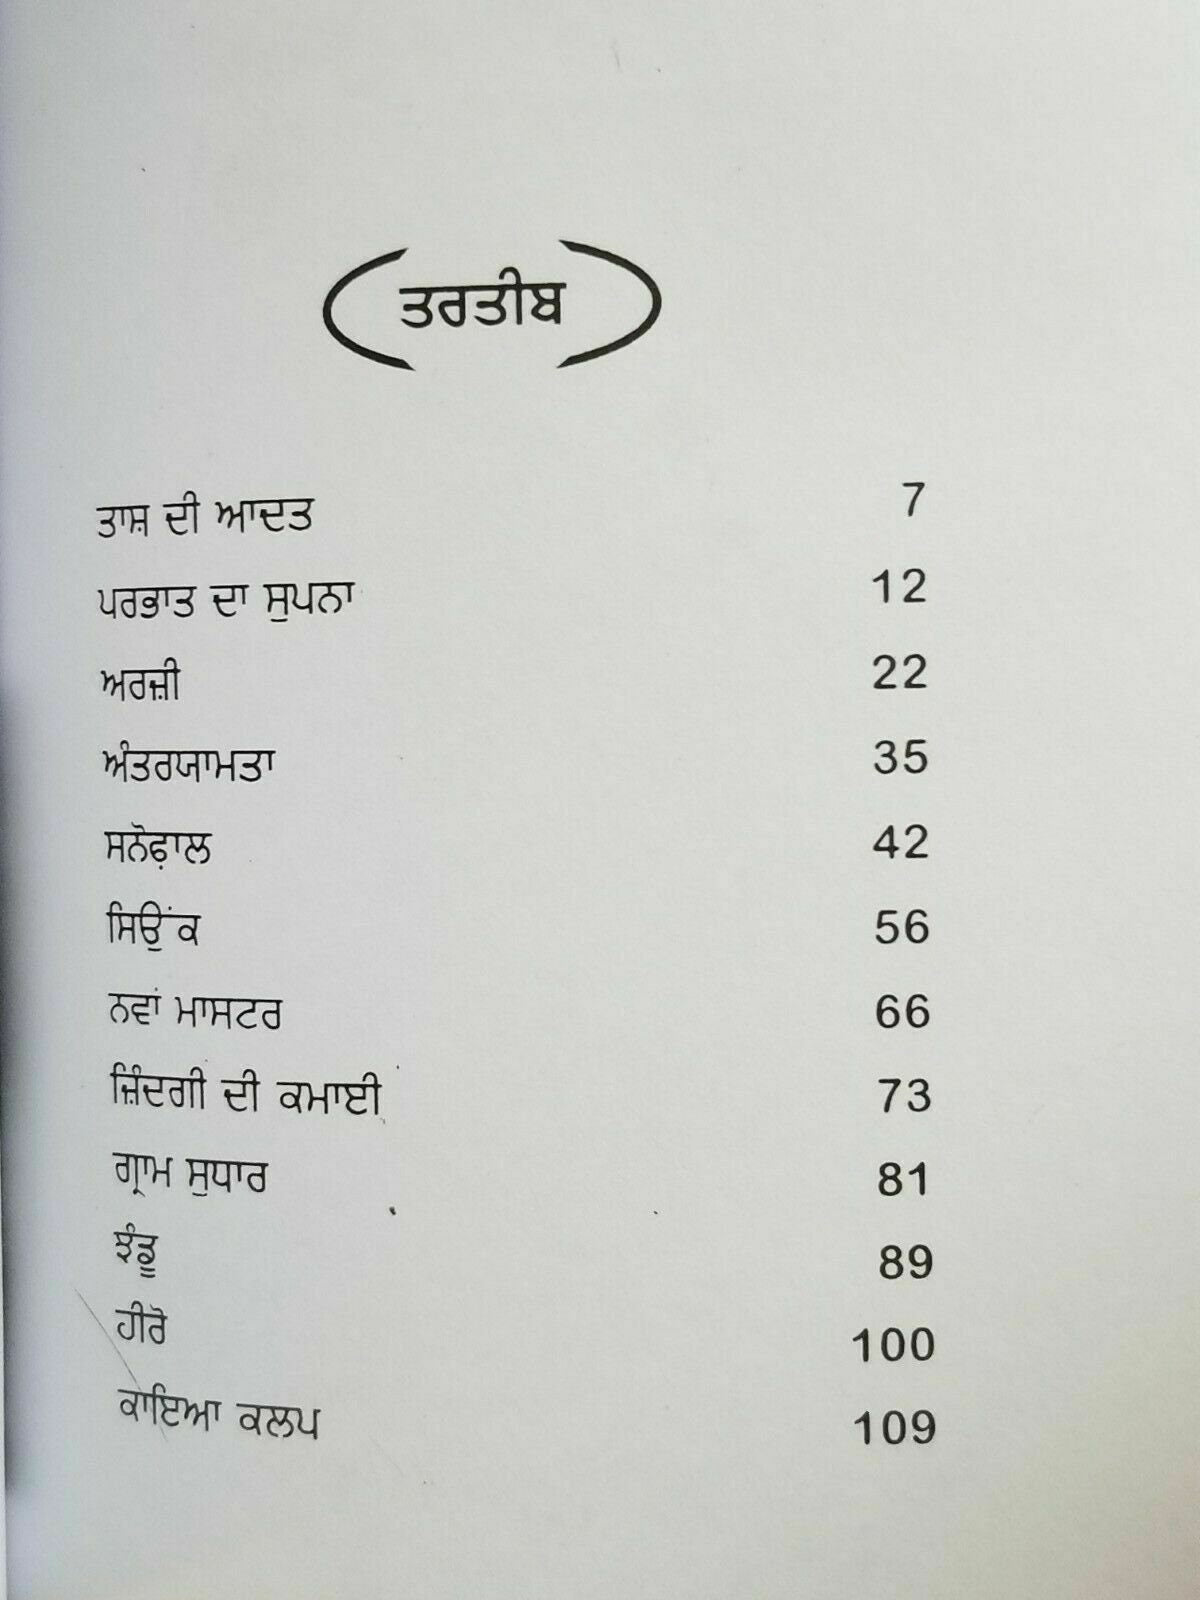 ਤਰਤੀਬ
ਤਾਸ਼ ਦੀ ਆਦਤ 7
ਪਰਭਾਤ ਦਾ ਸੁਪਨਾ 12
ਅਰਜ਼ੀ 22
ਅੰਤਰਯਾਮਤਾ 35
ਸਨੋਫ਼ਾਲ 42
ਸਿਉਂਕ 56
ਨਵਾਂ ਮਾਸਟਰ 66
ਜ਼ਿੰਦਗੀ ਦੀ ਕਮਾਈ 73
ਗ੍ਰਾਮ ਸੁਧਾਰ 81
ਝੰਡੂ 89
ਹੀਰੋ 100
ਕਾਇਆ ਕਲਪ 109